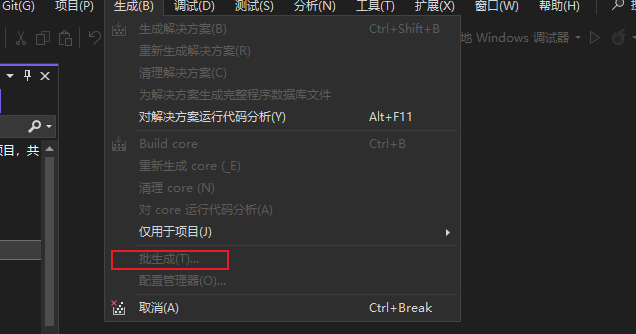 Git(G) 项目(P) 生成(B) 调试(D) 测试(S) 分析(N) 工具(T) 扩展(X) 窗口(W) 帮助(H)
生成解决方案(B) Ctrl+Shift+B
地 Windows 调试器
重新生成解决方案(R)
清理解决方案(C)
为解决方案生成完整程序数据库文件
对解决方案运行代码分析(Y) Alt+F11
Build core Ctrl+B
项目, 共
重新生成 core (_E)
清理 core (N)
对 core 运行代码分析(A)
仅用于项目(J)
批生成(T)...
配置管理器(O)...
取消(A) Ctrl+Break